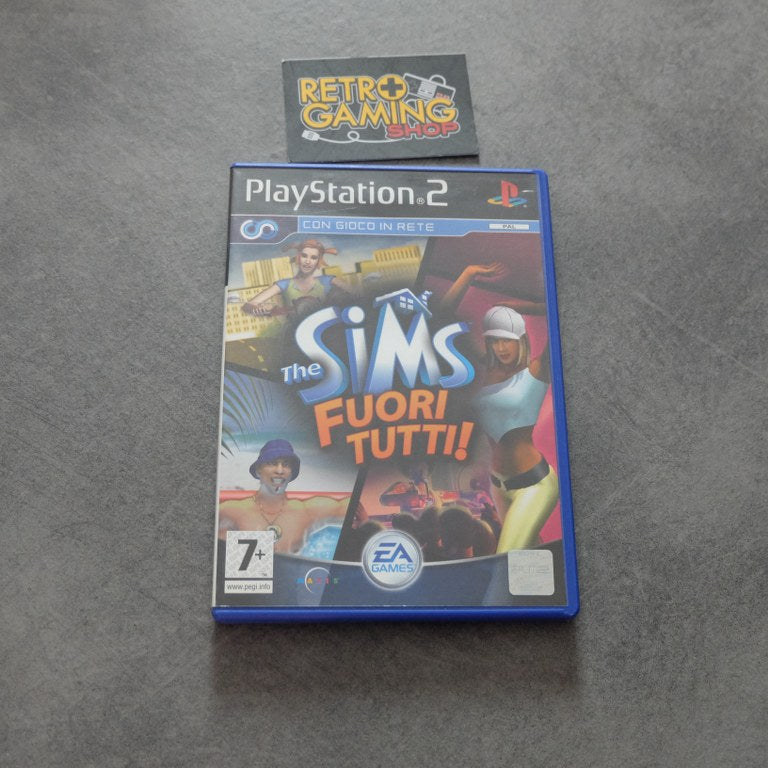 RETRO
GAMING
SHOP
PlayStation®2
CON GIOCO IN RETE
PAL
The SiMS
FUORI
TUTTI!
7+
www.pegi.info
MAXIS
EA
GAMES